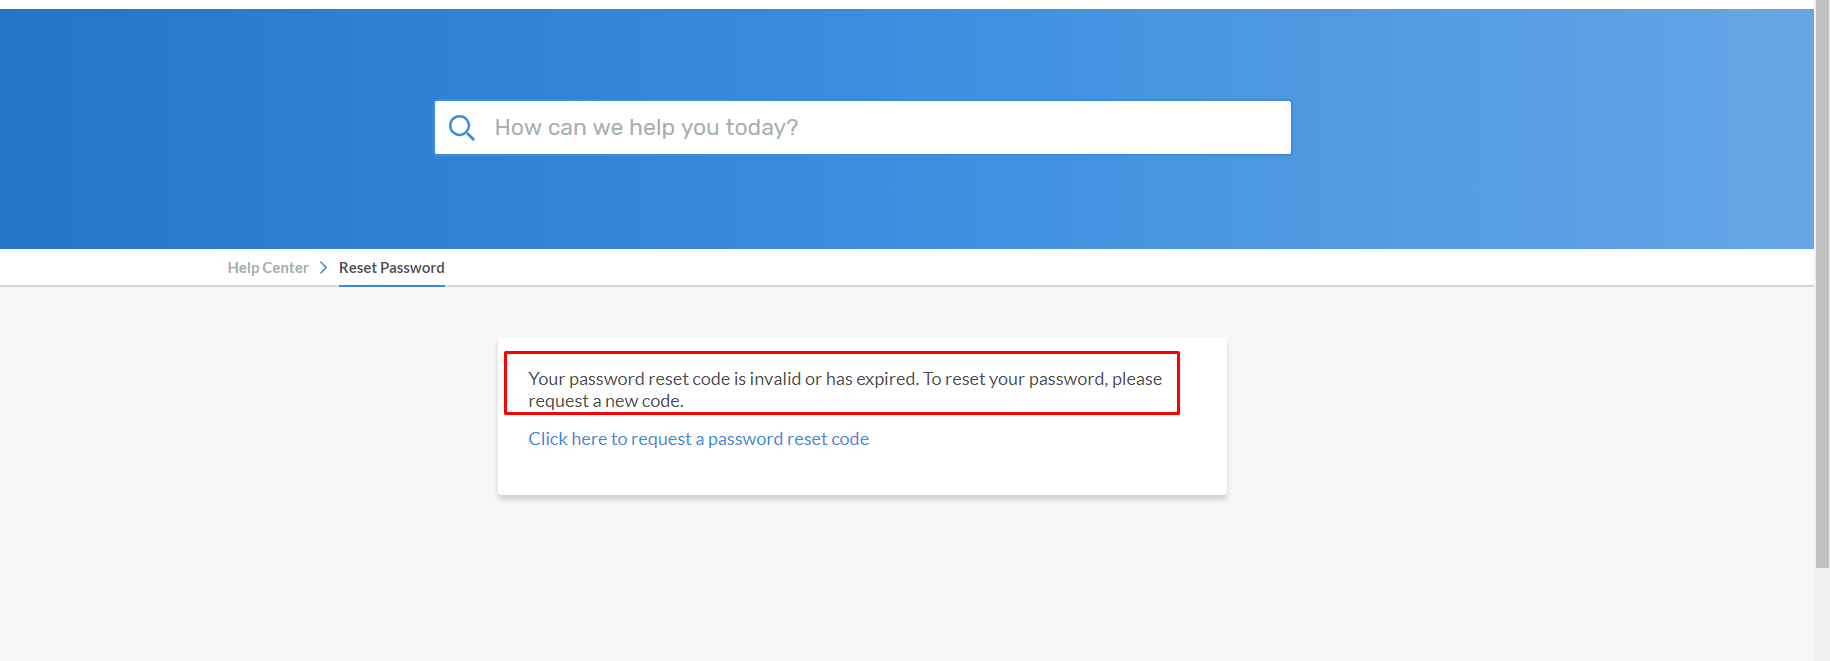 How can we help you today?
Help Center > Reset Password
Your password reset code is invalid or has expired. To reset your password, please
request a new code.
Click here to request a password reset code